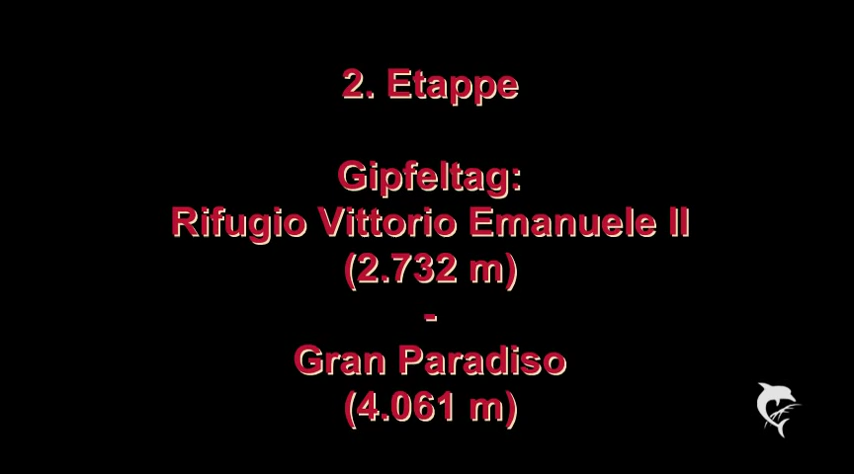 2. Etappe
Gipfeltag:
Rifugio Vittorio Emanuele II
(2.732 m)
-
Gran Paradiso
(4.061 m)